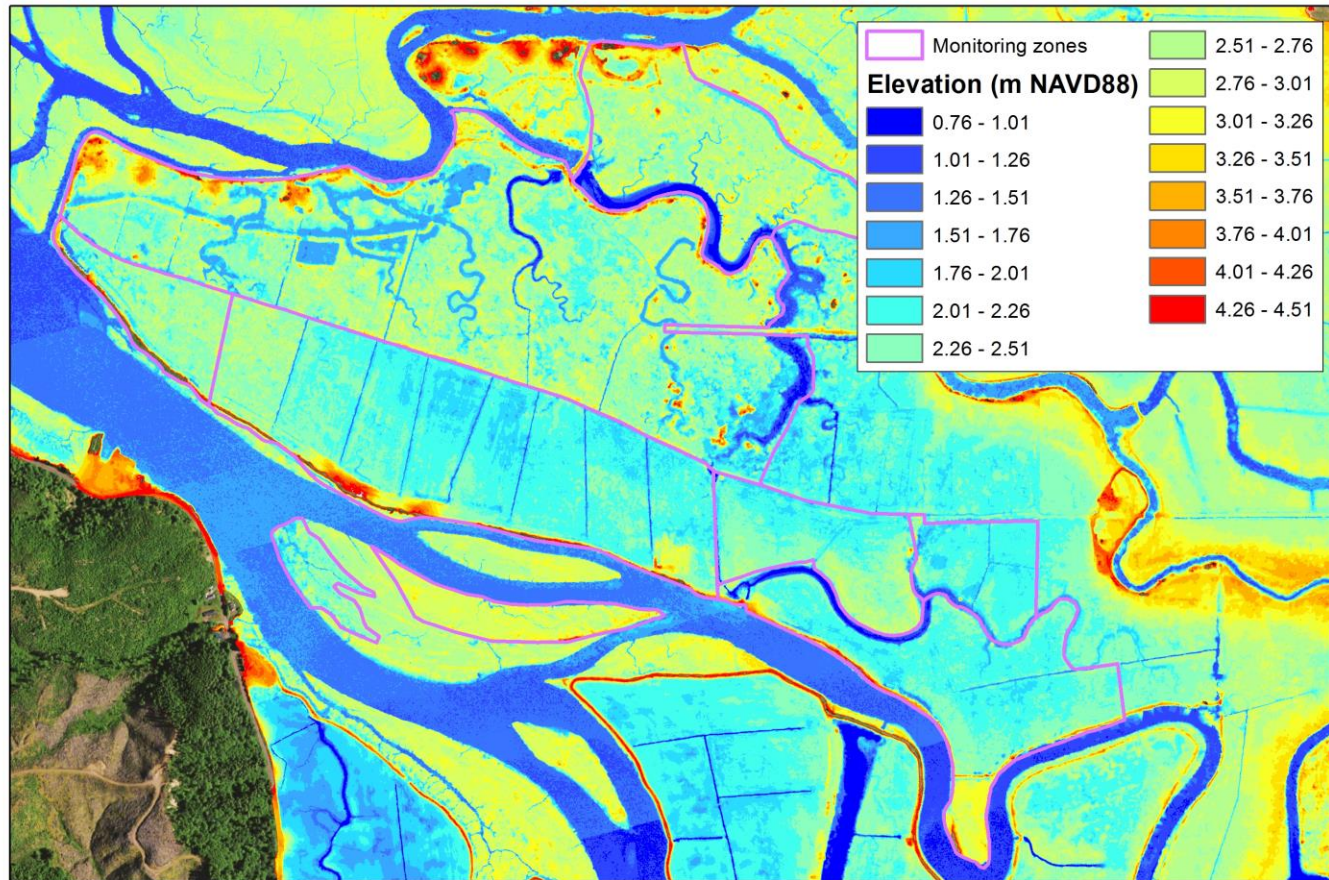 Monitoring zones
Elevation (m NAVD88)
0.76 - 1.01
1.01 - 1.26
1.26 - 1.51
1.51 - 1.76
1.76 - 2.01
2.01 - 2.26
2.26 - 2.51
2.51 - 2.76
2.76 - 3.01
3.01 - 3.26
3.26 - 3.51
3.51 - 3.76
3.76 - 4.01
4.01 - 4.26
4.26 - 4.51